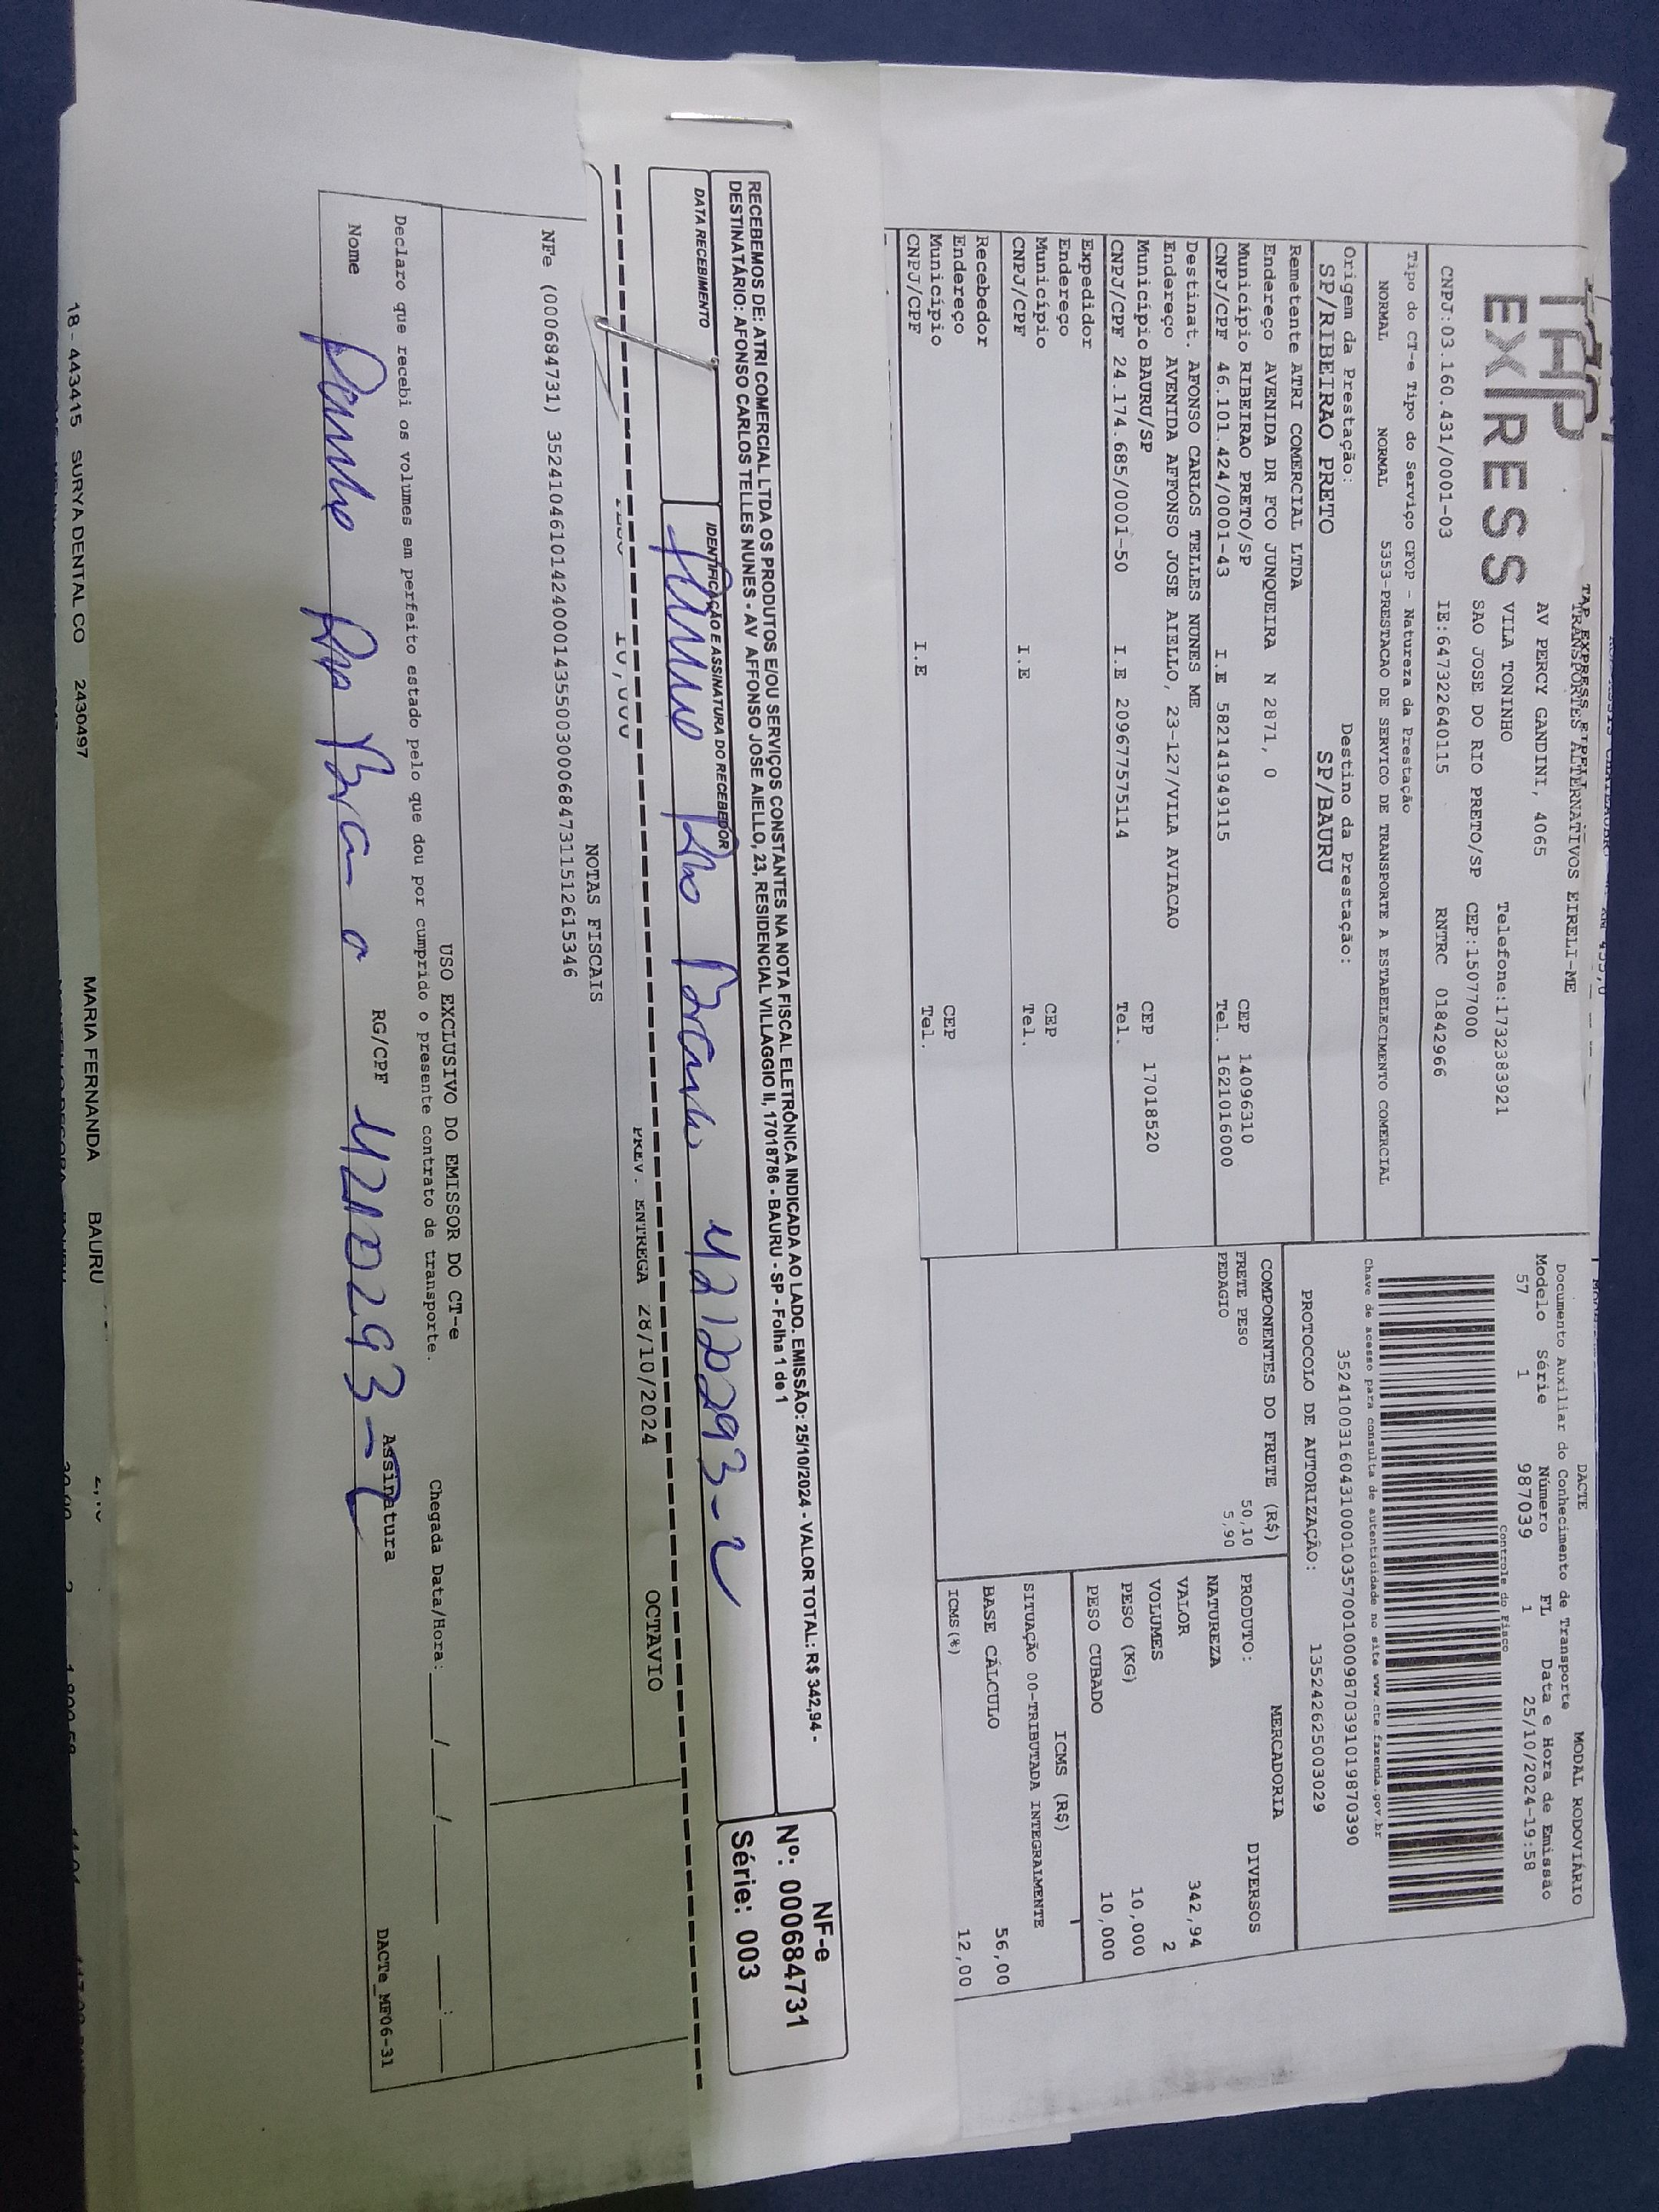 TRANSPORTES ALTERNATIVOS EIRELI-ME
TAP EXPRESS
AV PERCY GANDINI, 4065
VILA TONINHO Telefone:1732383921
SAO JOSE DO RIO PRETO/SP CEP:15077000
CNPJ:03.160.431/0001-03 IE:647322640115 RNTRC 01842966
Tipo do CT-e Tipo do Serviço CFOP - Natureza da Prestação
NORMAL NORMAL 5353-PRESTACAO DE SERVICO DE TRANSPORTE A ESTABELECIMENTO COMERCIAL
Origem da Prestação: Destino da Prestação:
SP/RIBEIRAO PRETO SP/BAURU
Remetente ATRI COMERCIAL LTDA
Endereço AVENIDA DR FCO JUNQUEIRA N 2871, 0
Município RIBEIRAO PRETO/SP CEP 14096310
CNPJ/CPF 46.101.424/0001-43 I.E 582141949115 Tel. 1621016000
Destinat. AFONSO CARLOS TELLES NUNES ME
Endereço AVENIDA AFFONSO JOSE AIELLO, 23-127/VILA AVIACAO
Município BAURU/SP CEP 17018520
CNPJ/CPF 24.174.685/0001-50 I.E 209677575114 Tel.
Expedidor
Endereço
Município CEP
CNPJ/CPF I.E Tel.
Recebedor
Endereço
Município CEP
CNPJ/CPF I.E Tel.
DACTE MODAL RODOVIÁRIO
Documento Auxiliar do Conhecimento de Transporte
Modelo Série Número FL Data e Hora de Emissão
57 1 987039 1 25/10/2024-19:58
Controle do Fisco
35241003160431000103570010009870391019870390
Chave de acesso para consulta de autenticidade no site www.cte.fazenda.gov.br
PROTOCOLO DE AUTORIZAÇÃO: 135242625003029
COMPONENTES DO FRETE (R$)
FRETE PESO 50,10
PEDAGIO 5,90
MERCADORIA
PRODUTO: DIVERSOS
NATUREZA
VALOR 342,94
VOLUMES 2
PESO (KG) 10,000
PESO CUBADO 10,000
ICMS (R$)
SITUAÇÃO 00-TRIBUTADA INTEGRALMENTE
BASE CÁLCULO 56,00
ICMS(%) 12,00
RECEBEMOS DE: ATRI COMERCIAL LTDA OS PRODUTOS E/OU SERVIÇOS CONSTANTES NA NOTA FISCAL ELETRÔNICA INDICADA AO LADO. EMISSÃO: 25/10/2024 - VALOR TOTAL: R$ 342,94 -
DESTINATÁRIO: AFONSO CARLOS TELLES NUNES - AV AFFONSO JOSE AIELLO, 23, RESIDENCIAL VILLAGGIO II, 17018786 - BAURU - SP - Folha 1 de 1
DATA RECEBIMENTO
IDENTIFICAÇÃO E ASSINATURA DO RECEBEDOR
NF-e
Nº: 000684731
Série: 003
PREV. ENTREGA 28/10/2024 OCTAVIO
NOTAS FISCAIS
NFe (000684731) 35241046101424000143550030006847311512615346
USO EXCLUSIVO DO EMISSOR DO CT-e
Declaro que recebi os volumes em perfeito estado pelo que dou por cumprido o presente contrato de transporte.
Chegada Data/Hora: ____/____/____ ___:___
Nome RG/CPF Assinatura
DACTe_MF06-31
18 - 443415 SURYA DENTAL CO 2430497 MARIA FERNANDA BAURU